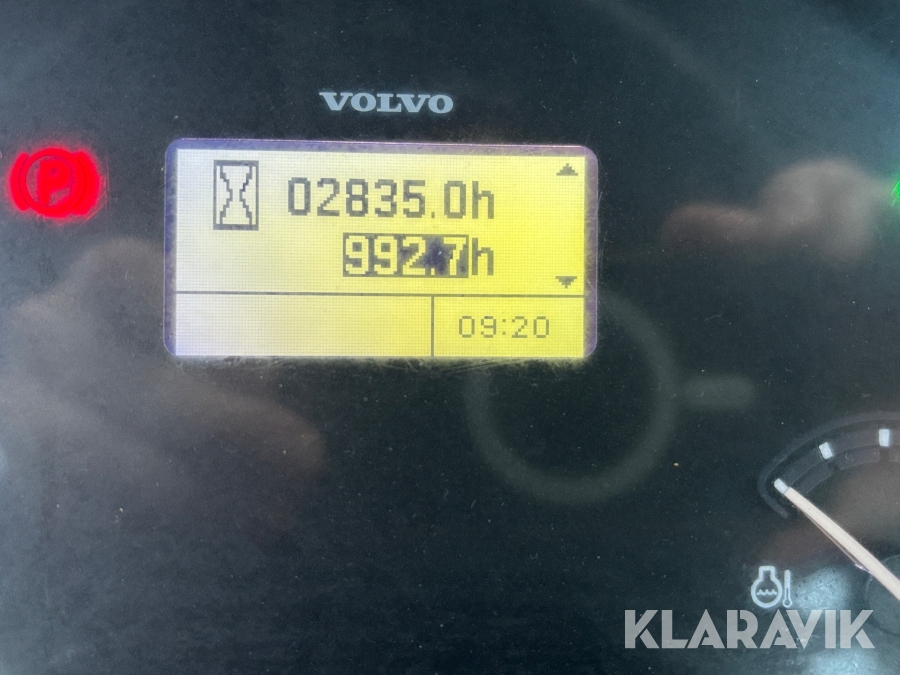 VOLVO
P
02835.0h
992.7h
09:20
KLARAVIK